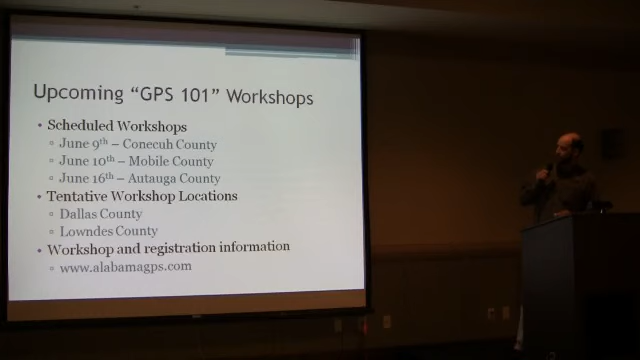 Upcoming “GPS 101” Workshops
• Scheduled Workshops
▫ June 9th – Conecuh County
▫ June 10th – Mobile County
▫ June 16th – Autauga County
• Tentative Workshop Locations
▫ Dallas County
▫ Lowndes County
• Workshop and registration information
▫ www.alabamagps.com